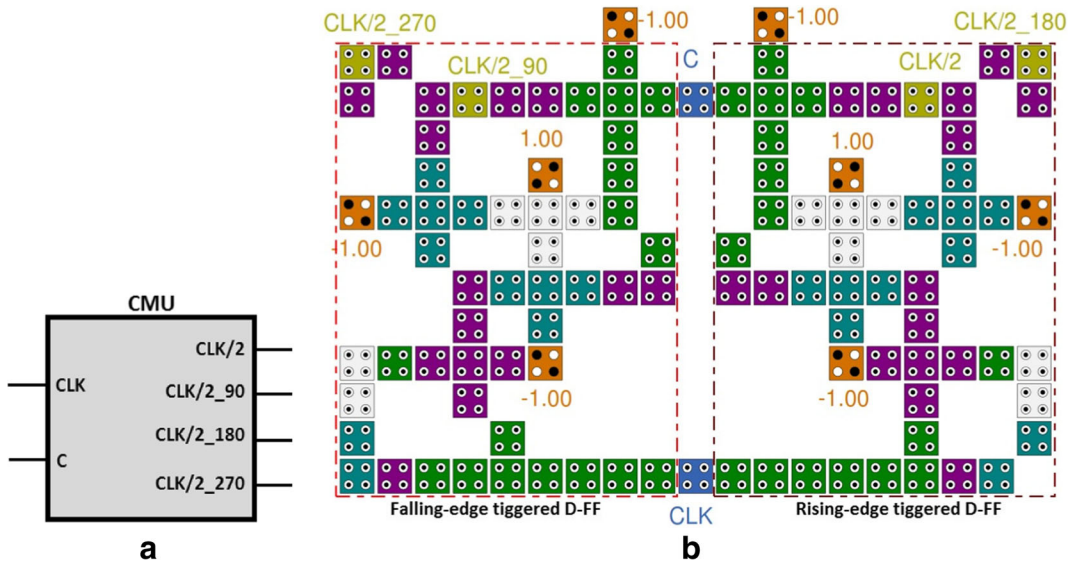 CLK/2_270
-1.00
-1.00
CLK/2_180
CLK/2_90
C
CLK/2
1.00
1.00
-1.00
-1.00
CMU
CLK
C
CLK/2
CLK/2_90
CLK/2_180
CLK/2_270
-1.00
-1.00
Falling-edge tiggered D-FF
CLK
Rising-edge tiggered D-FF
a
b